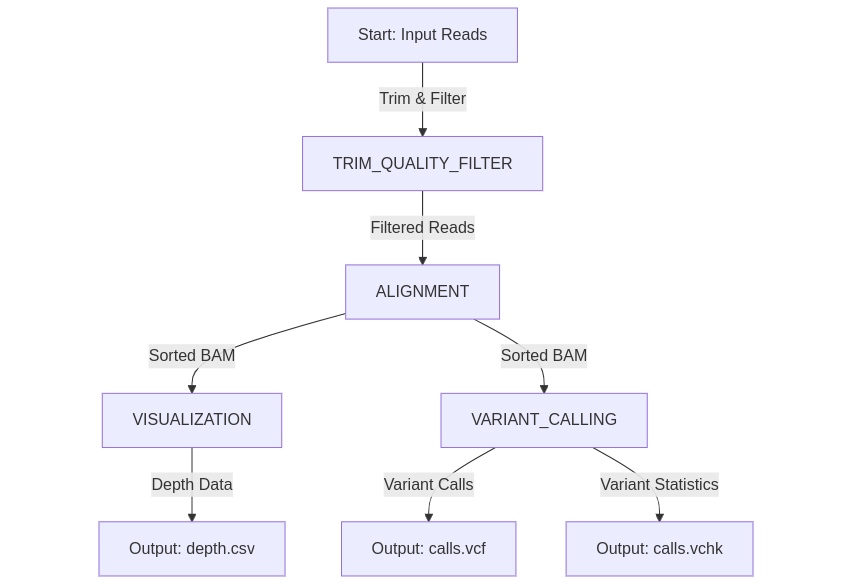 Start: Input Reads
Trim & Filter
TRIM_QUALITY_FILTER
Filtered Reads
ALIGNMENT
Sorted BAM
Sorted BAM
VISUALIZATION
VARIANT_CALLING
Depth Data
Variant Calls
Variant Statistics
Output: depth.csv
Output: calls.vcf
Output: calls.vchk